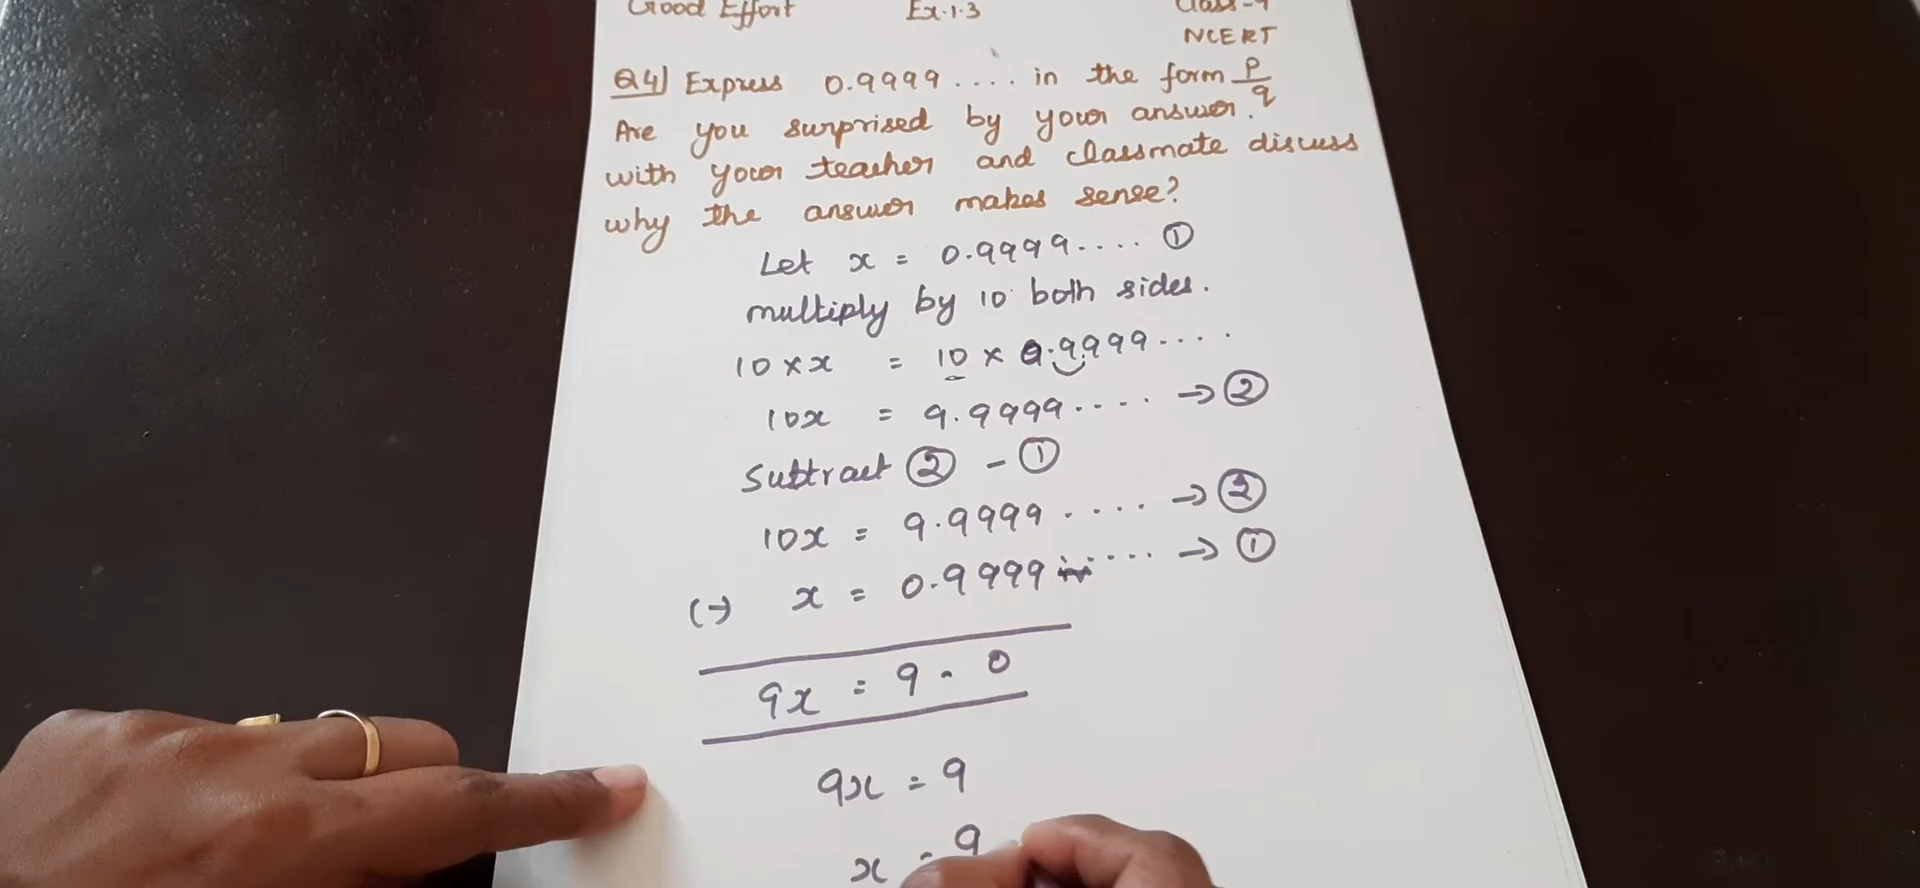 Good Effort Ex.1.3 Class-9
NCERT
Q4) Express 0.9999.... in the form p/q
Are you surprised by your answer.?
with your teacher and classmate discuss
why the answer makes sense?
Let x = 0.9999.... ①
multiply by 10 both sides.
10 × x = 10 × 0.9999....
10x = 9.9999.... → ②
Subtract ② - ①
10x = 9.9999.... → ②
(-) x = 0.9999.... → ①
9x = 9.0
9x = 9
x = 9